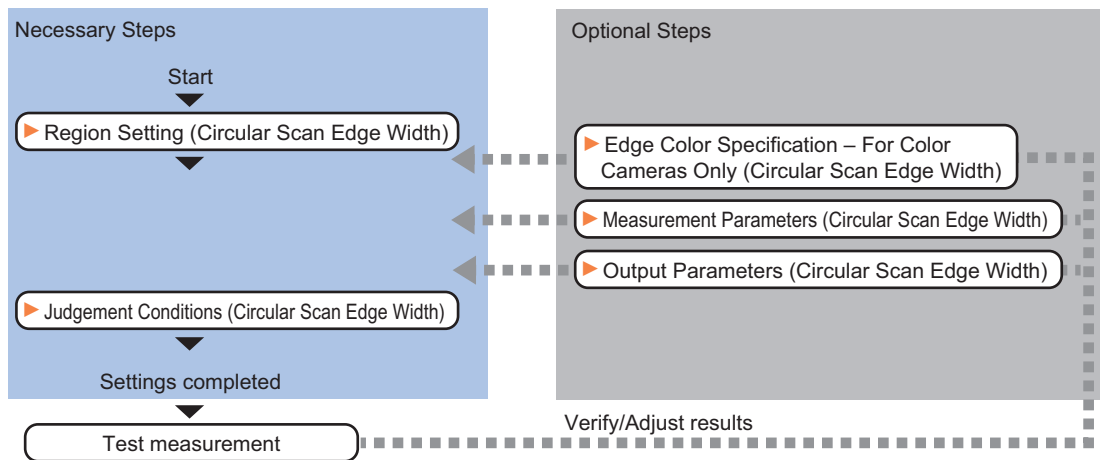 Necessary Steps
Start
Region Setting (Circular Scan Edge Width)
Judgement Conditions (Circular Scan Edge Width)
Settings completed
Test measurement
Optional Steps
Edge Color Specification – For Color
Cameras Only (Circular Scan Edge Width)
Measurement Parameters (Circular Scan Edge Width)
Output Parameters (Circular Scan Edge Width)
Verify/Adjust results